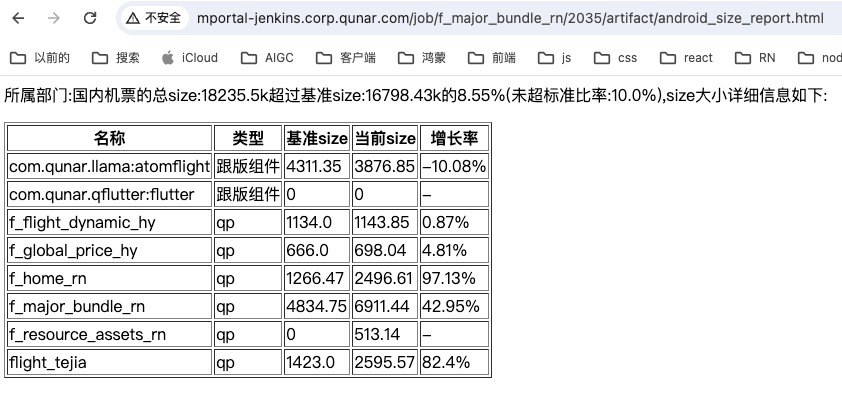 不安全 mportal-jenkins.corp.qunar.com/job/f_major_bundle_rn/2035/artifact/android_size_report.html
以前的 搜索 iCloud AIGC 客户端 鸿蒙 前端 js css react RN nod
所属部门:国内机票的总size:18235.5k超过基准size:16798.43k的8.55%(未超标准比率:10.0%),size大小详细信息如下:
名称 类型 基准size 当前size 增长率
com.qunar.llama:atomflight 跟版组件 4311.35 3876.85 -10.08%
com.qunar.qflutter:flutter 跟版组件 0 0 -
f_flight_dynamic_hy qp 1134.0 1143.85 0.87%
f_global_price_hy qp 666.0 698.04 4.81%
f_home_rn qp 1266.47 2496.61 97.13%
f_major_bundle_rn qp 4834.75 6911.44 42.95%
f_resource_assets_rn qp 0 513.14 -
flight_tejia qp 1423.0 2595.57 82.4%